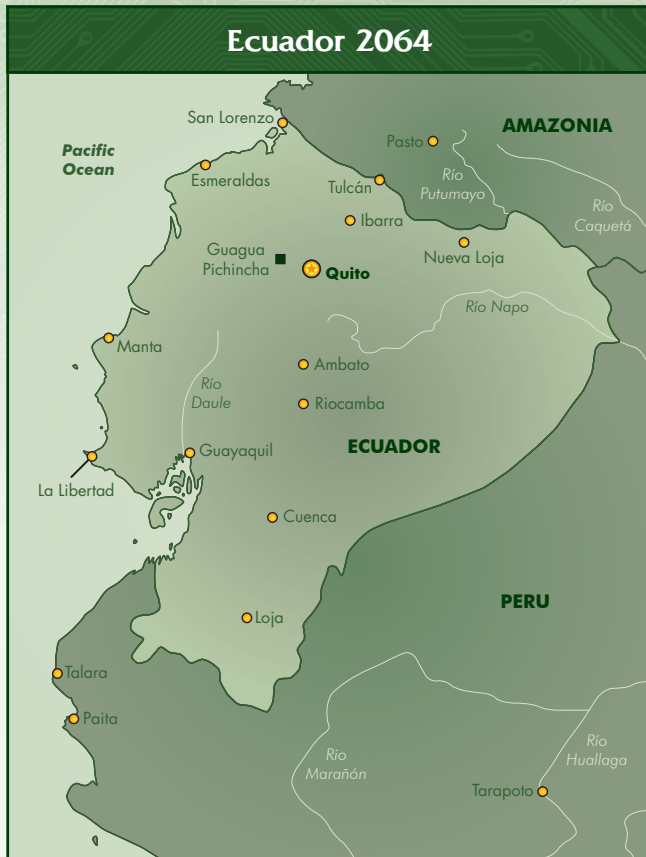 Ecuador 2064
San Lorenzo
AMAZONIA
Pasto
Pacific
Ocean
Esmeraldas
Tulcán
Río
Putumayo
Río
Caquetá
Ibarra
Guagua
Pichincha
Quito
Nueva Loja
Río Napo
Manta
Ambato
Río
Daule
Riocamba
ECUADOR
Guayaquil
La Libertad
Cuenca
PERU
Loja
Talara
Paita
Rio
Marañón
Río
Huallaga
Tarapoto